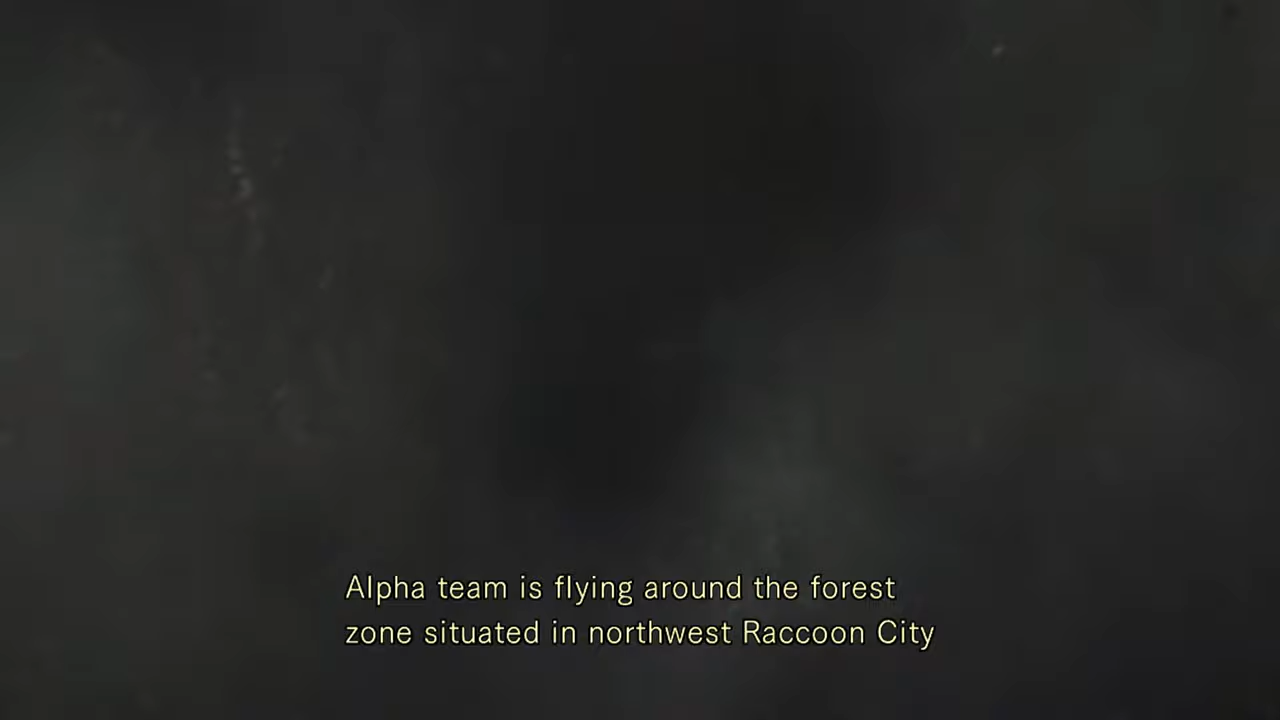 Alpha team is flying around the forest
zone situated in northwest Raccoon City